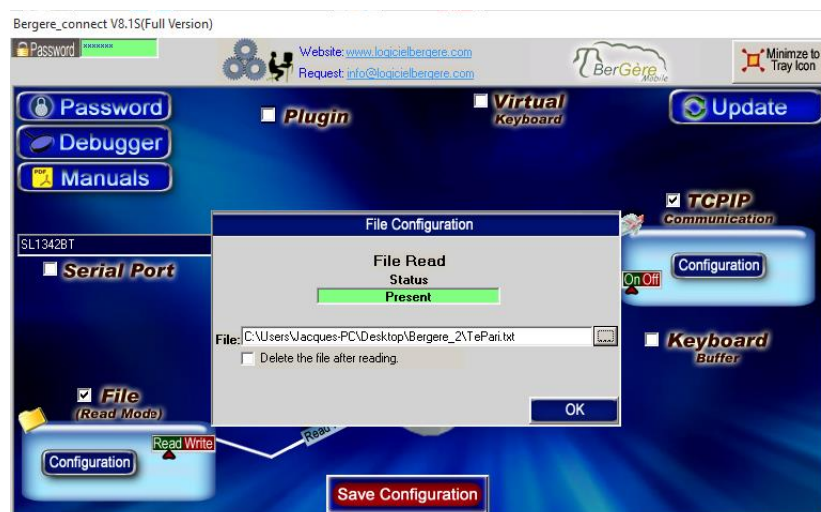 Bergere_connect V8.1S(Full Version)
Password *******
Website: www.logicielbergere.com
Request: info@logicielbergere.com
BerGère
Mobile
Minimze to
Tray Icon
Password
Debugger
PDF
Manuals
Plugin
Virtual
Keyboard
Update
SL1342BT
Serial Port
TCPIP
Communication
On Off
Configuration
File Configuration
File Read
Status
Present
File: C:\Users\Jacques-PC\Desktop\Bergere_2\TePari.txt ...
Delete the file after reading.
OK
Keyboard
Buffer
File
(Read Mode)
Read Write
Configuration
Read
Save Configuration